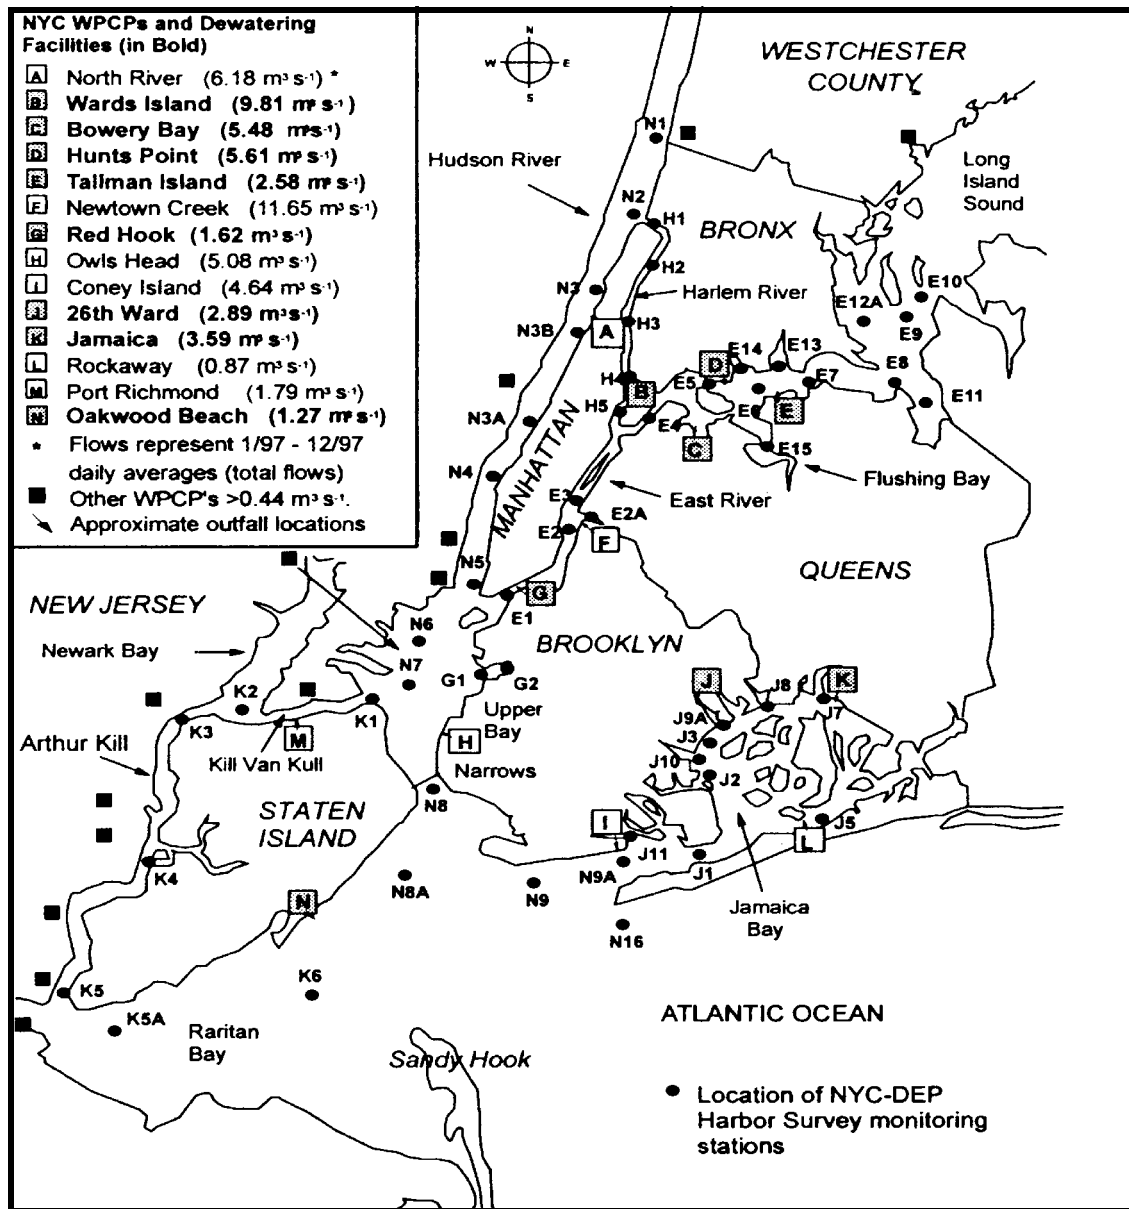 NYC WPCPs and Dewatering
Facilities (in Bold)
A North River (6.18 m³ s⁻¹) *
B Wards Island (9.81 m³ s⁻¹)
C Bowery Bay (5.48 m³ s⁻¹)
D Hunts Point (5.61 m³ s⁻¹)
E Tallman Island (2.58 m³ s⁻¹)
F Newtown Creek (11.65 m³ s⁻¹)
G Red Hook (1.62 m³ s⁻¹)
H Owls Head (5.08 m³ s⁻¹)
I Coney Island (4.64 m³ s⁻¹)
J 26th Ward (2.89 m³ s⁻¹)
K Jamaica (3.59 m³ s⁻¹)
L Rockaway (0.87 m³ s⁻¹)
M Port Richmond (1.79 m³ s⁻¹)
N Oakwood Beach (1.27 m³ s⁻¹)
* Flows represent 1/97 - 12/97
daily averages (total flows)
Other WPCP's >0.44 m³ s⁻¹.
Approximate outfall locations
N
W E
S
WESTCHESTER
COUNTY
N1
Hudson River
Long
Island
Sound
N2
H1
BRONX
H2
N3
Harlem River
E10
E12A
E9
N3B
A
H3
E14
E13
D
E8
H4
B
E5
E7
E11
N3A
H5
E4
E6
E
C
E15
MANHATTAN
N4
Flushing Bay
East River
E3
E2A
E2
F
QUEENS
N5
G
E1
NEW JERSEY
N6
BROOKLYN
Newark Bay
N7
G1
G2
J
K
J8
J7
K2
K1
Upper
Bay
J9A
K3
Arthur Kill
M
H
J3
Kill Van Kull
Narrows
J10
J2
N8
STATEN
ISLAND
I
J5
L
J11
K4
N8A
N9
N9A
J1
N
Jamaica
Bay
N16
K6
K5
K5A
Raritan
Bay
ATLANTIC OCEAN
Sandy Hook
Location of NYC-DEP
Harbor Survey monitoring
stations